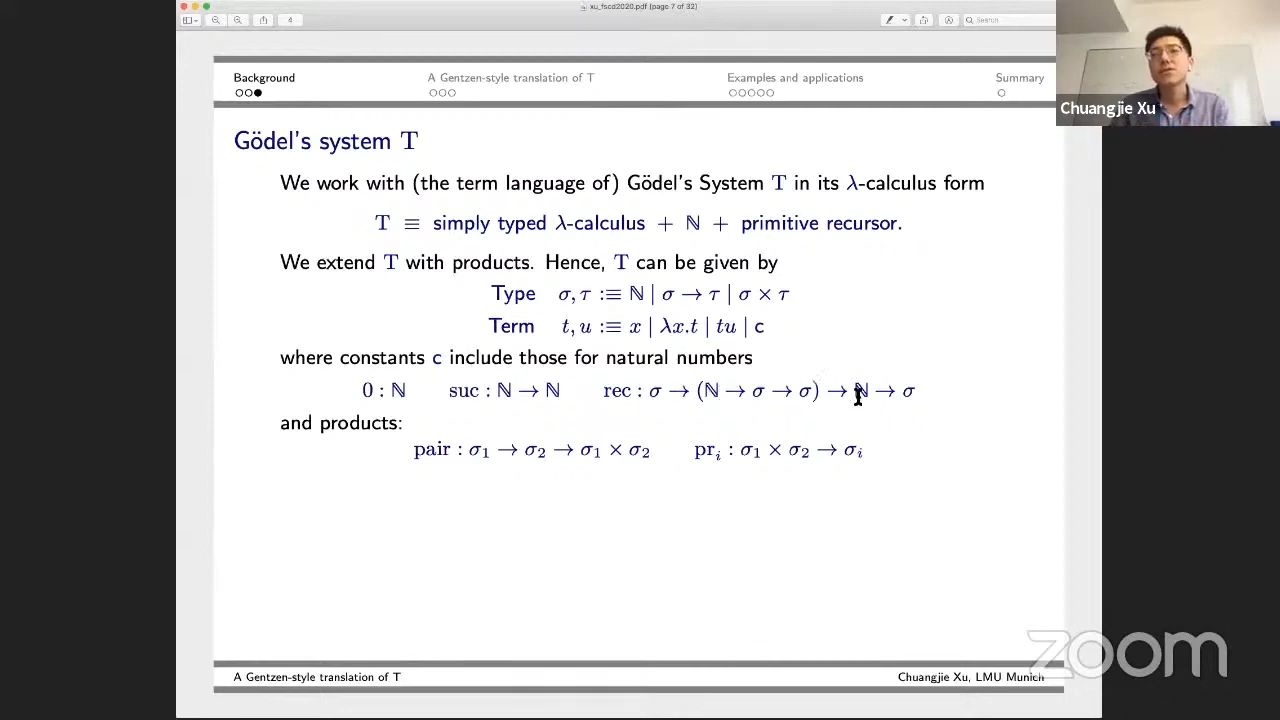 xu_fscd2020.pdf (page 7 of 32)
4
Search
Background
A Gentzen-style translation of T
Examples and applications
Summary
Chuangjie Xu
Gödel's system T
We work with (the term language of) Gödel's System T in its λ-calculus form
T ≡ simply typed λ-calculus + ℕ + primitive recursor.
We extend T with products. Hence, T can be given by
Type σ, τ :≡ ℕ | σ → τ | σ × τ
Term t, u :≡ x | λx.t | tu | c
where constants c include those for natural numbers
0 : ℕ suc : ℕ → ℕ rec : σ → (ℕ → σ → σ) → ℕ → σ
and products:
pair : σ₁ → σ₂ → σ₁ × σ₂ prᵢ : σ₁ × σ₂ → σᵢ
zoom
A Gentzen-style translation of T
Chuangjie Xu, LMU Munich